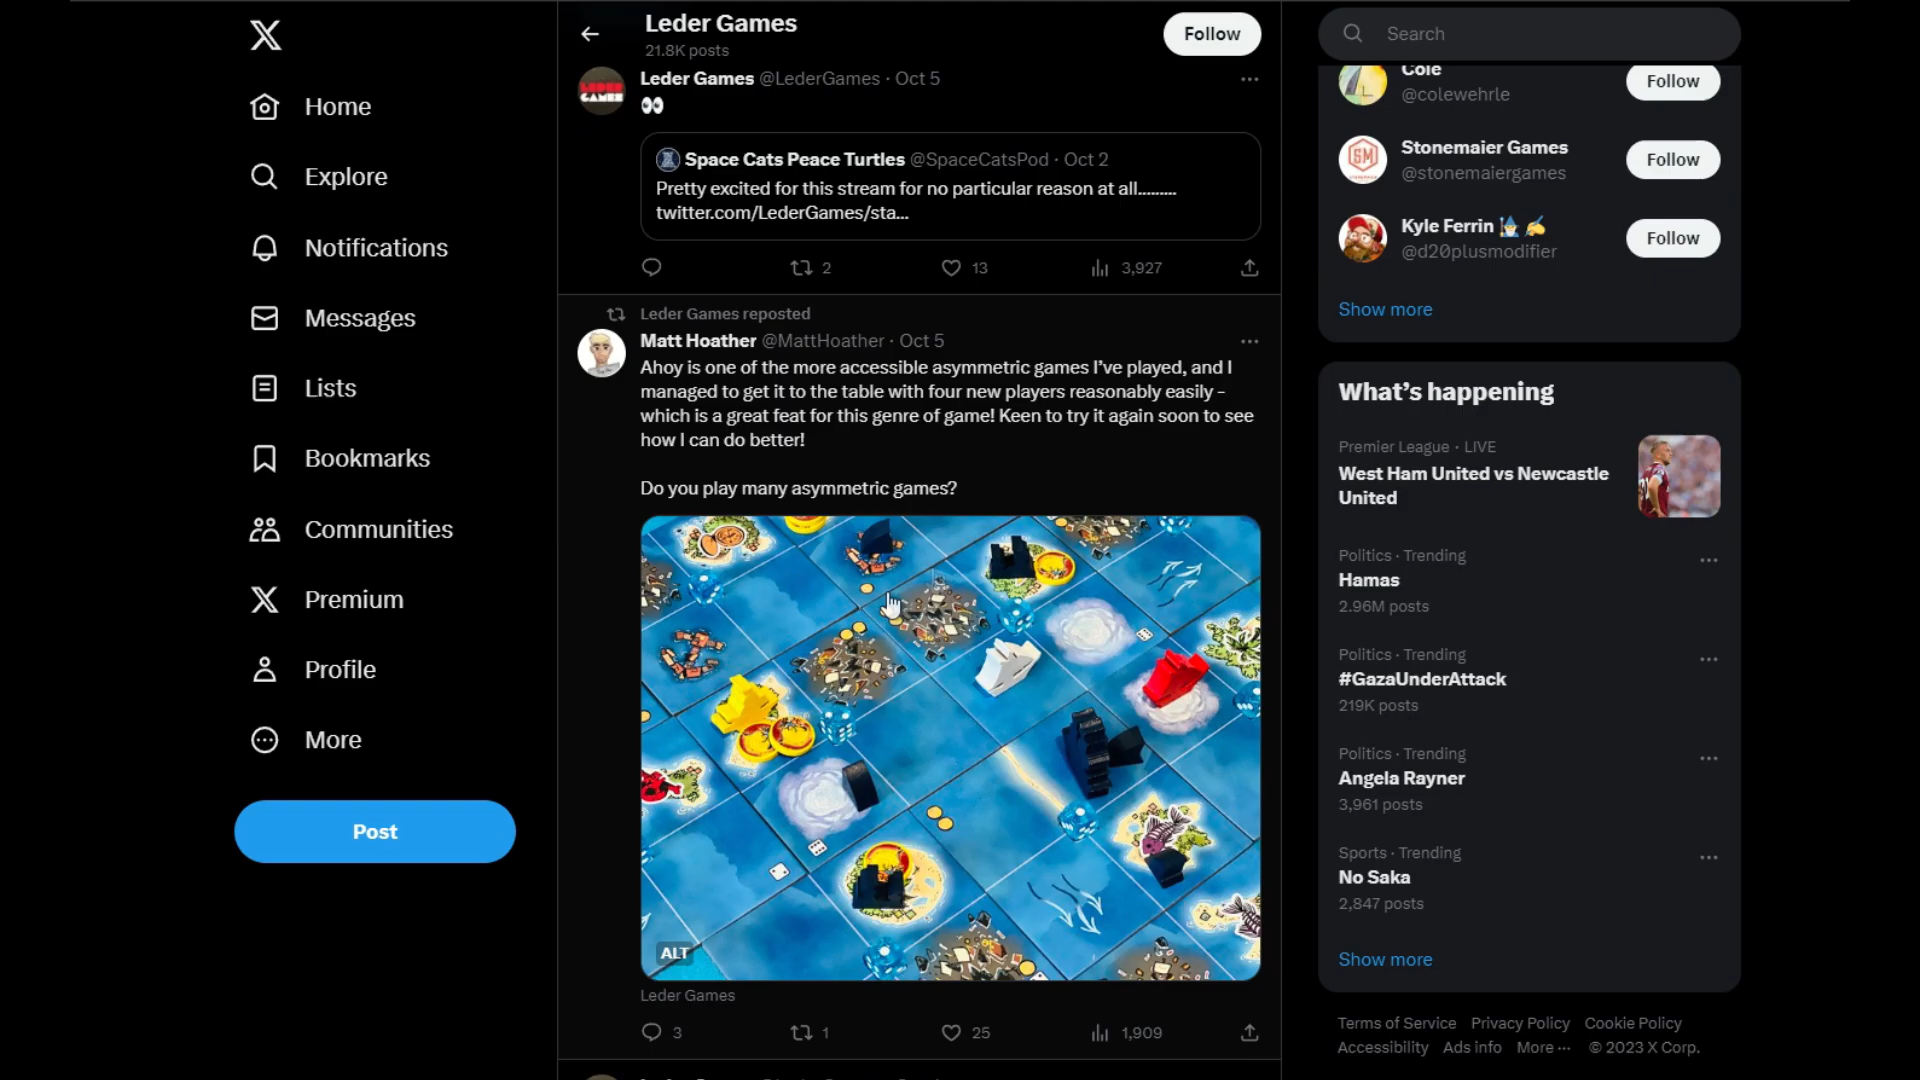 Home
Explore
Notifications
Messages
Lists
Bookmarks
Communities
Premium
Profile
More
Post
Leder Games
21.8K posts
Follow
Leder Games @LederGames · Oct 5
👀
Space Cats Peace Turtles @SpaceCatsPod · Oct 2
Pretty excited for this stream for no particular reason at all.........
twitter.com/LederGames/sta...
2 13 3,927
Leder Games reposted
Matt Hoather @MattHoather · Oct 5
Ahoy is one of the more accessible asymmetric games I've played, and I
managed to get it to the table with four new players reasonably easily –
which is a great feat for this genre of game! Keen to try it again soon to see
how I can do better!
Do you play many asymmetric games?
ALT
Leder Games
3 1 25 1,909
Search
Cole
@colewehrle
Follow
Stonemaier Games
@stonemaiergames
Follow
Kyle Ferrin 🧙‍♂️✍️
@d20plusmodifier
Follow
Show more
What's happening
Premier League · LIVE
West Ham United vs Newcastle
United
Politics · Trending
Hamas
2.96M posts
Politics · Trending
#GazaUnderAttack
219K posts
Politics · Trending
Angela Rayner
3,961 posts
Sports · Trending
No Saka
2,847 posts
Show more
Terms of Service Privacy Policy Cookie Policy
Accessibility Ads info More ··· © 2023 X Corp.